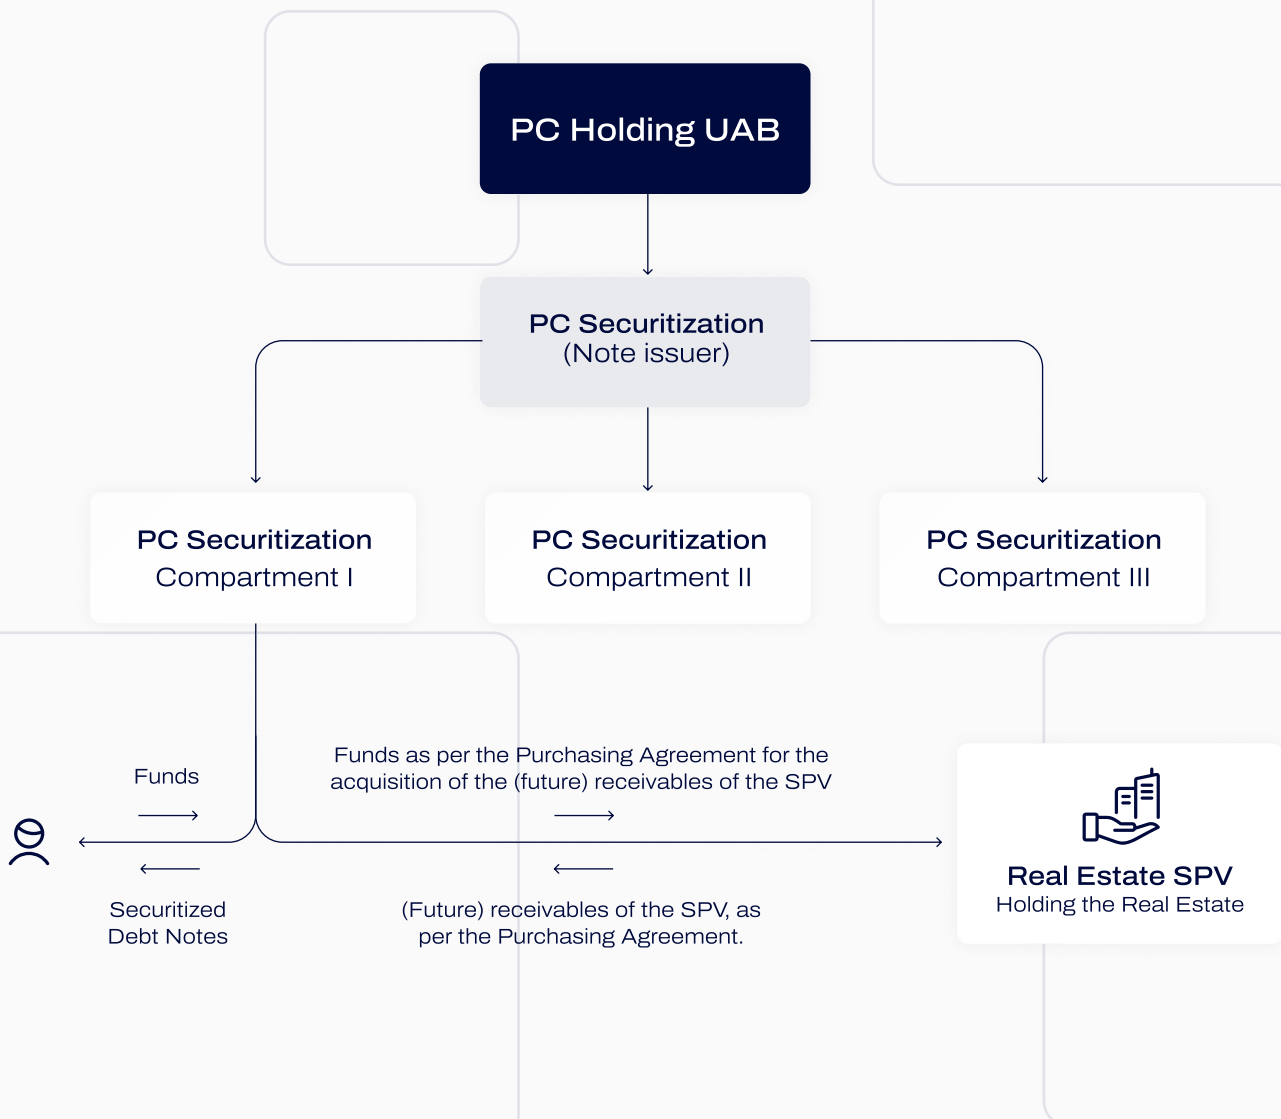 PC Holding UAB
PC Securitization
(Note issuer)
PC Securitization
Compartment I
PC Securitization
Compartment II
PC Securitization
Compartment III
Funds
Funds as per the Purchasing Agreement for the
acquisition of the (future) receivables of the SPV
Securitized
Debt Notes
(Future) receivables of the SPV, as
per the Purchasing Agreement.
Real Estate SPV
Holding the Real Estate